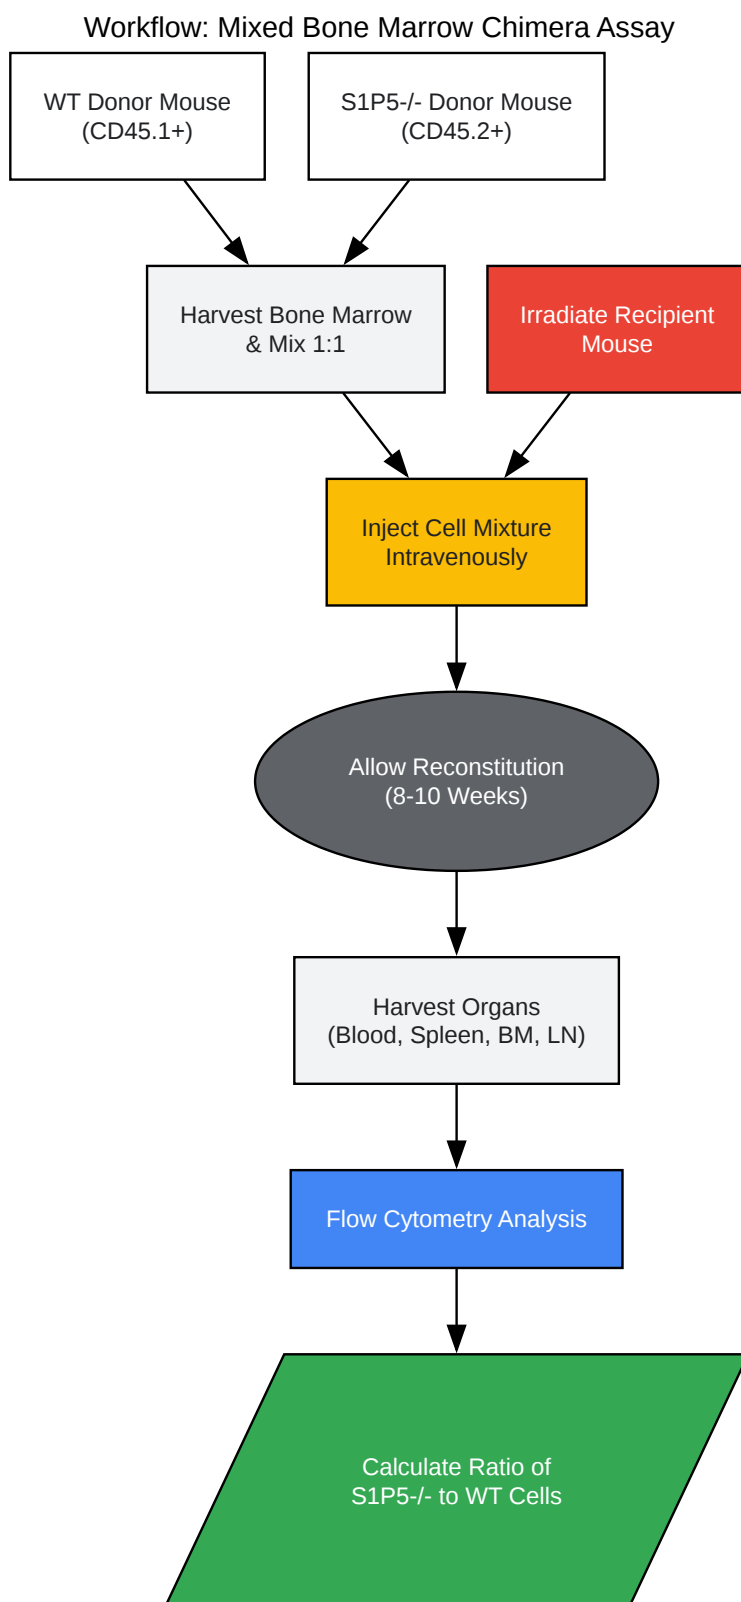 Workflow: Mixed Bone Marrow Chimera Assay
WT Donor Mouse
(CD45.1+)
S1P5-/- Donor Mouse
(CD45.2+)
Harvest Bone Marrow
& Mix 1:1
Irradiate Recipient
Mouse
Inject Cell Mixture
Intravenously
Allow Reconstitution
(8-10 Weeks)
Harvest Organs
(Blood, Spleen, BM, LN)
Flow Cytometry Analysis
Calculate Ratio of
S1P5-/- to WT Cells